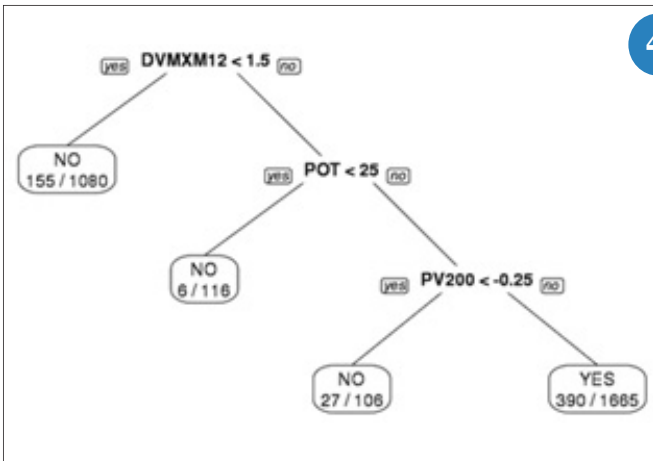 4
yes DVMXM12 < 1.5 no
NO
155 / 1080
yes POT < 25 no
NO
6 / 116
yes PV200 < -0.25 no
NO
27 / 106
YES
390 / 1665